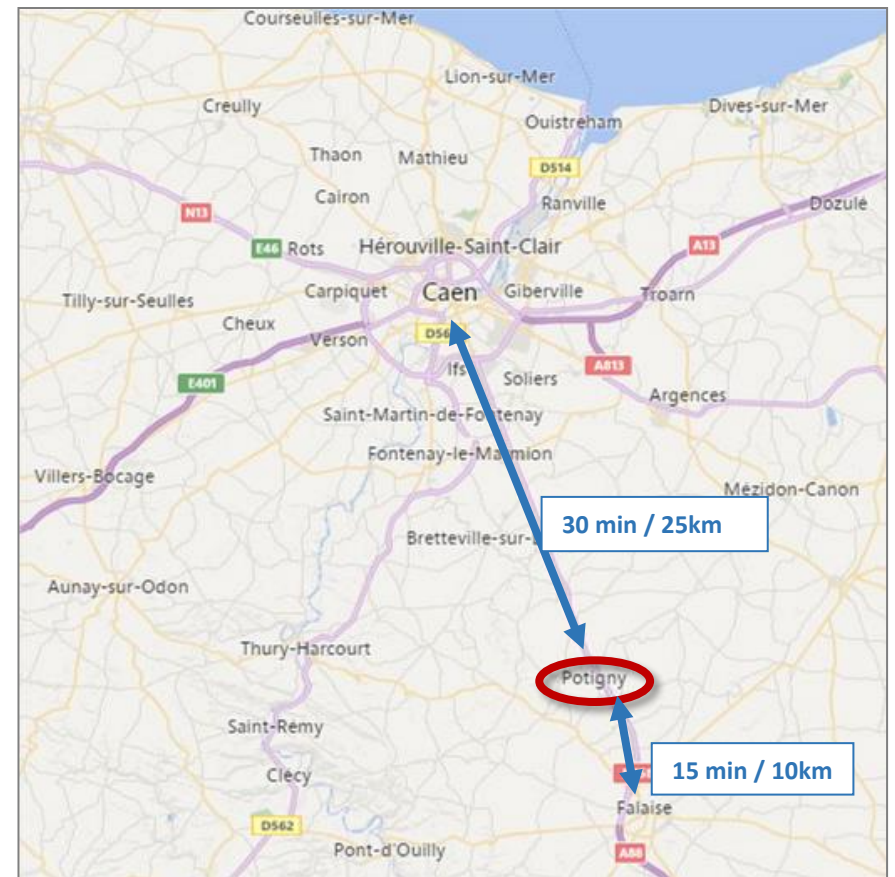 Courseulles-sur-Mer
Lion-sur-Mer
Creully
Dives-sur-Mer
Ouistreham
Thaon
Mathieu
D514
Cairon
Ranville
Dozulé
N13
E46
Rots
Hérouville-Saint-Clair
A13
Carpiquet
Caen
Giberville
Troarn
Tilly-sur-Seulles
Cheux
Verson
Ifs
A813
E401
Soliers
Argences
Saint-Martin-de-Fontenay
Fontenay-le-Marmion
Villers-Bocage
Mézidon-Canon
30 min / 25km
Bretteville-sur-
Aunay-sur-Odon
Thury-Harcourt
Potigny
Saint-Remy
15 min / 10km
Clécy
Falaise
D562
Pont-d'Ouilly
A88